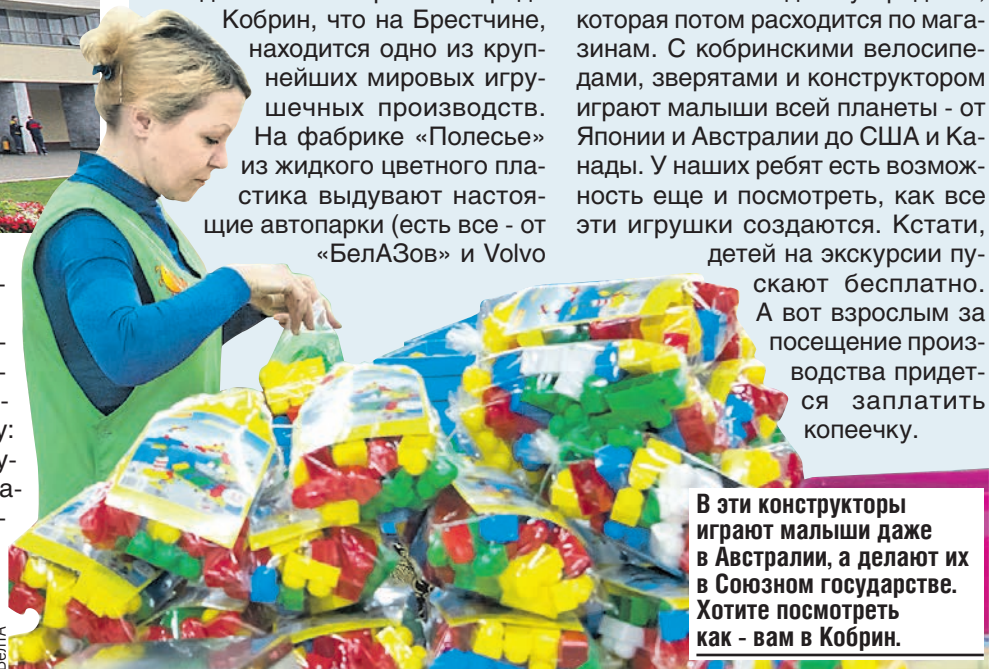 Кобрин, что на Брестчине,
находится одно из круп-
нейших мировых игру-
шечных производств.
На фабрике «Полесье»
из жидкого цветного пла-
стика выдувают настоя-
щие автопарки (есть все - от
«БелАЗов» и Volvo
которая потом расходится по мага-
зинам. С кобринскими велосипе-
дами, зверятами и конструктором
играют малыши всей планеты - от
Японии и Австралии до США и Ка-
нады. У наших ребят есть возмож-
ность еще и посмотреть, как все
эти игрушки создаются. Кстати,
детей на экскурсии пу-
скают бесплатно.
А вот взрослым за
посещение произ-
водства придет-
ся заплатить
копеечку.
В эти конструкторы
играют малыши даже
в Австралии, а делают их
в Союзном государстве.
Хотите посмотреть
как - вам в Кобрин.